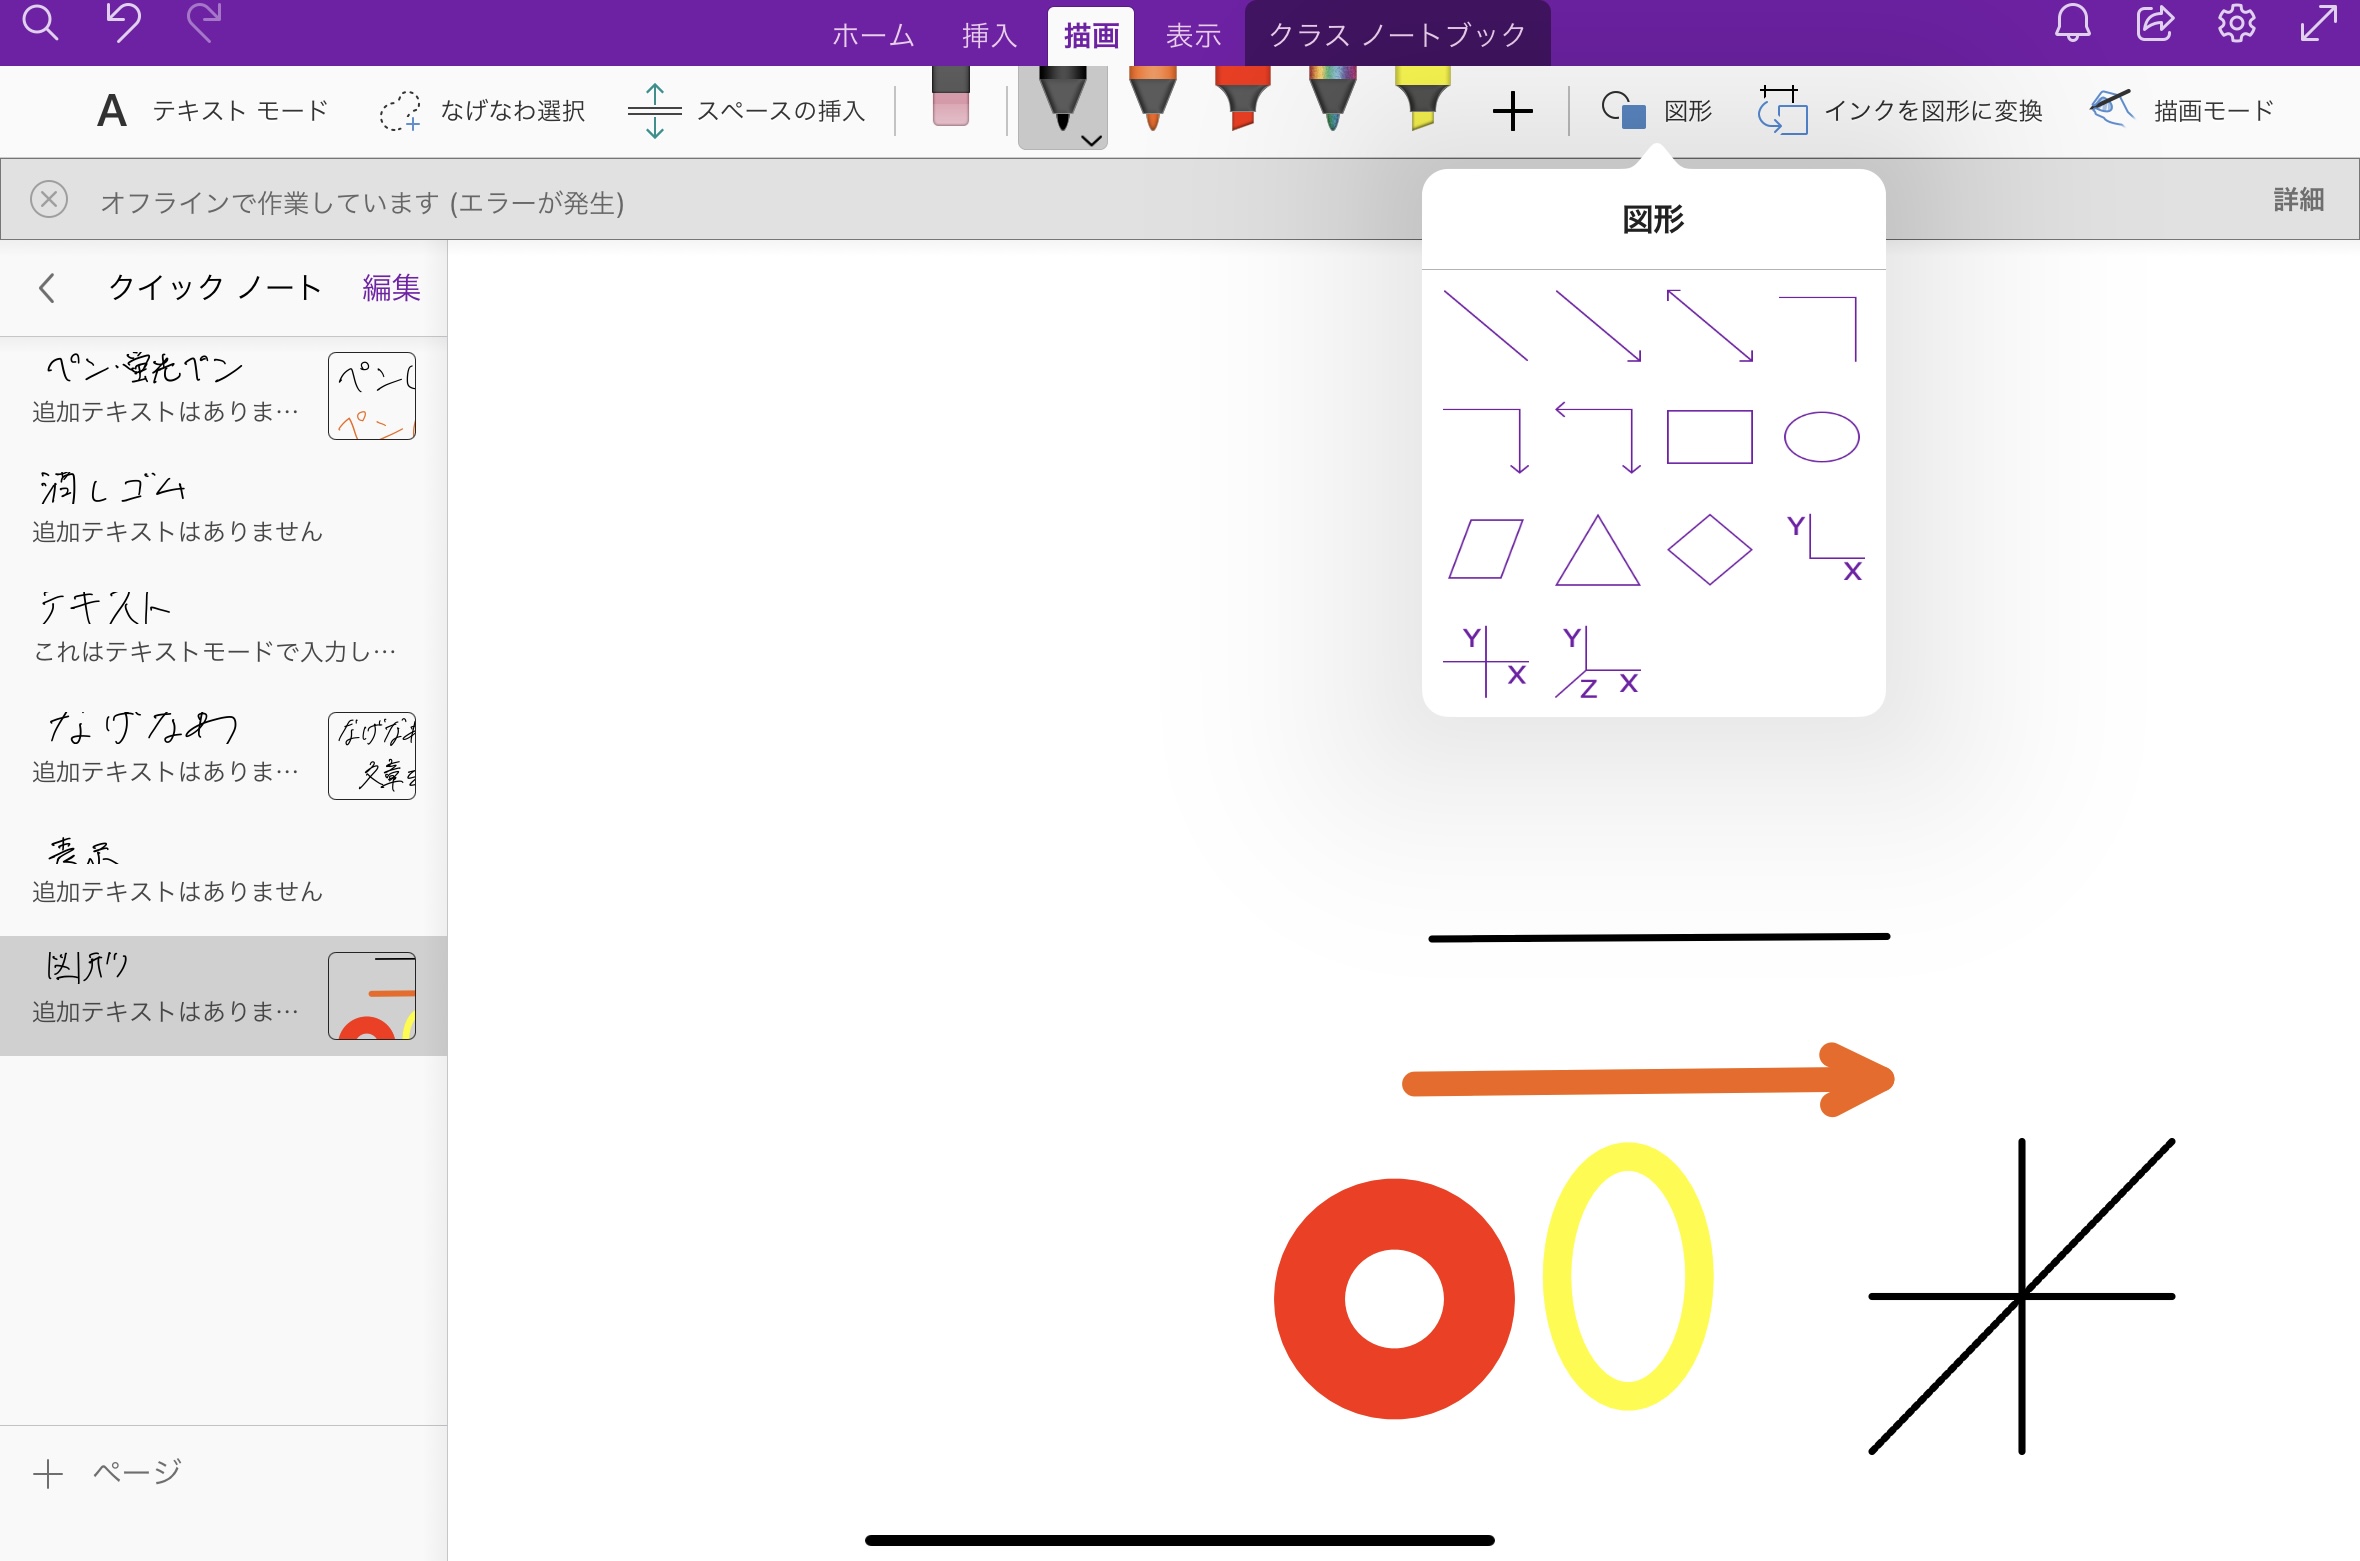 ホーム 挿入 描画 表示 クラス ノートブック
A テキスト モード なげなわ選択 スペースの挿入 図形 インクを図形に変換 描画モード
オフラインで作業しています (エラーが発生) 詳細
クイック ノート 編集
ペン・蛍光ペン
追加テキストはありま…
ペン(
ペン(
消しゴム
追加テキストはありません
テキスト
これはテキストモードで入力し…
なげなわ
追加テキストはありま…
なげなわ
文章を
表示
追加テキストはありません
図形
追加テキストはありま…
ページ
図形
Y X
Y X
Y Z X